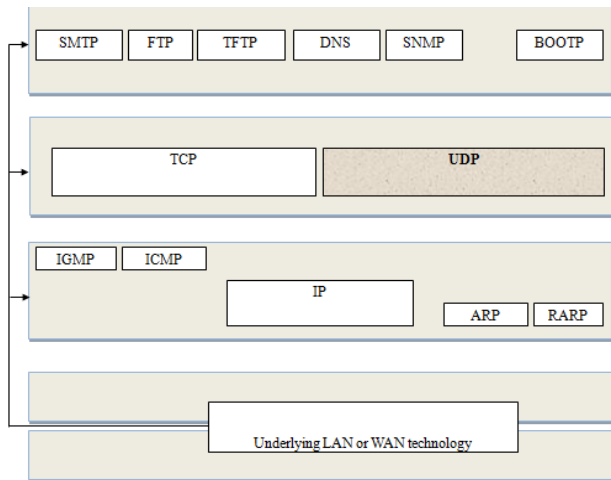 SMTP FTP TFTP DNS SNMP BOOTP
TCP UDP
IGMP ICMP
IP
ARP RARP
Underlying LAN or WAN technology